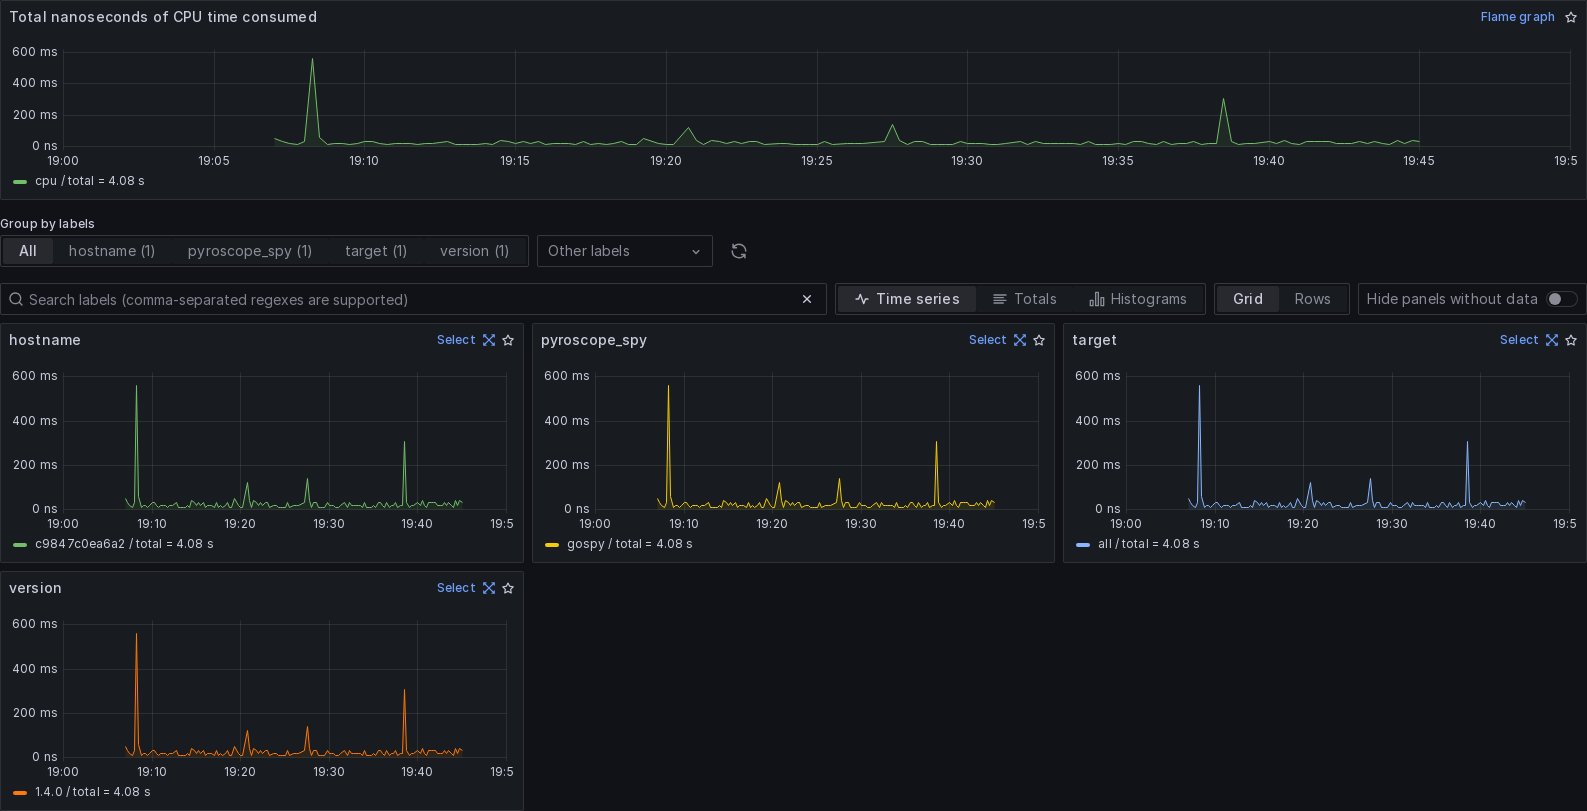 Total nanoseconds of CPU time consumed
Flame graph
600 ms
400 ms
200 ms
0 ns
19:00 19:05 19:10 19:15 19:20 19:25 19:30 19:35 19:40 19:45 19:5
cpu / total = 4.08 s
Group by labels
All hostname (1) pyroscope_spy (1) target (1) version (1) Other labels
Search labels (comma-separated regexes are supported)
Time series Totals Histograms Grid Rows Hide panels without data
hostname Select
600 ms
400 ms
200 ms
0 ns
19:00 19:10 19:20 19:30 19:40 19:5
c9847c0ea6a2 / total = 4.08 s
pyroscope_spy Select
600 ms
400 ms
200 ms
0 ns
19:00 19:10 19:20 19:30 19:40 19:5
gospy / total = 4.08 s
target Select
600 ms
400 ms
200 ms
0 ns
19:00 19:10 19:20 19:30 19:40 19:5
all / total = 4.08 s
version Select
600 ms
400 ms
200 ms
0 ns
19:00 19:10 19:20 19:30 19:40 19:5
1.4.0 / total = 4.08 s